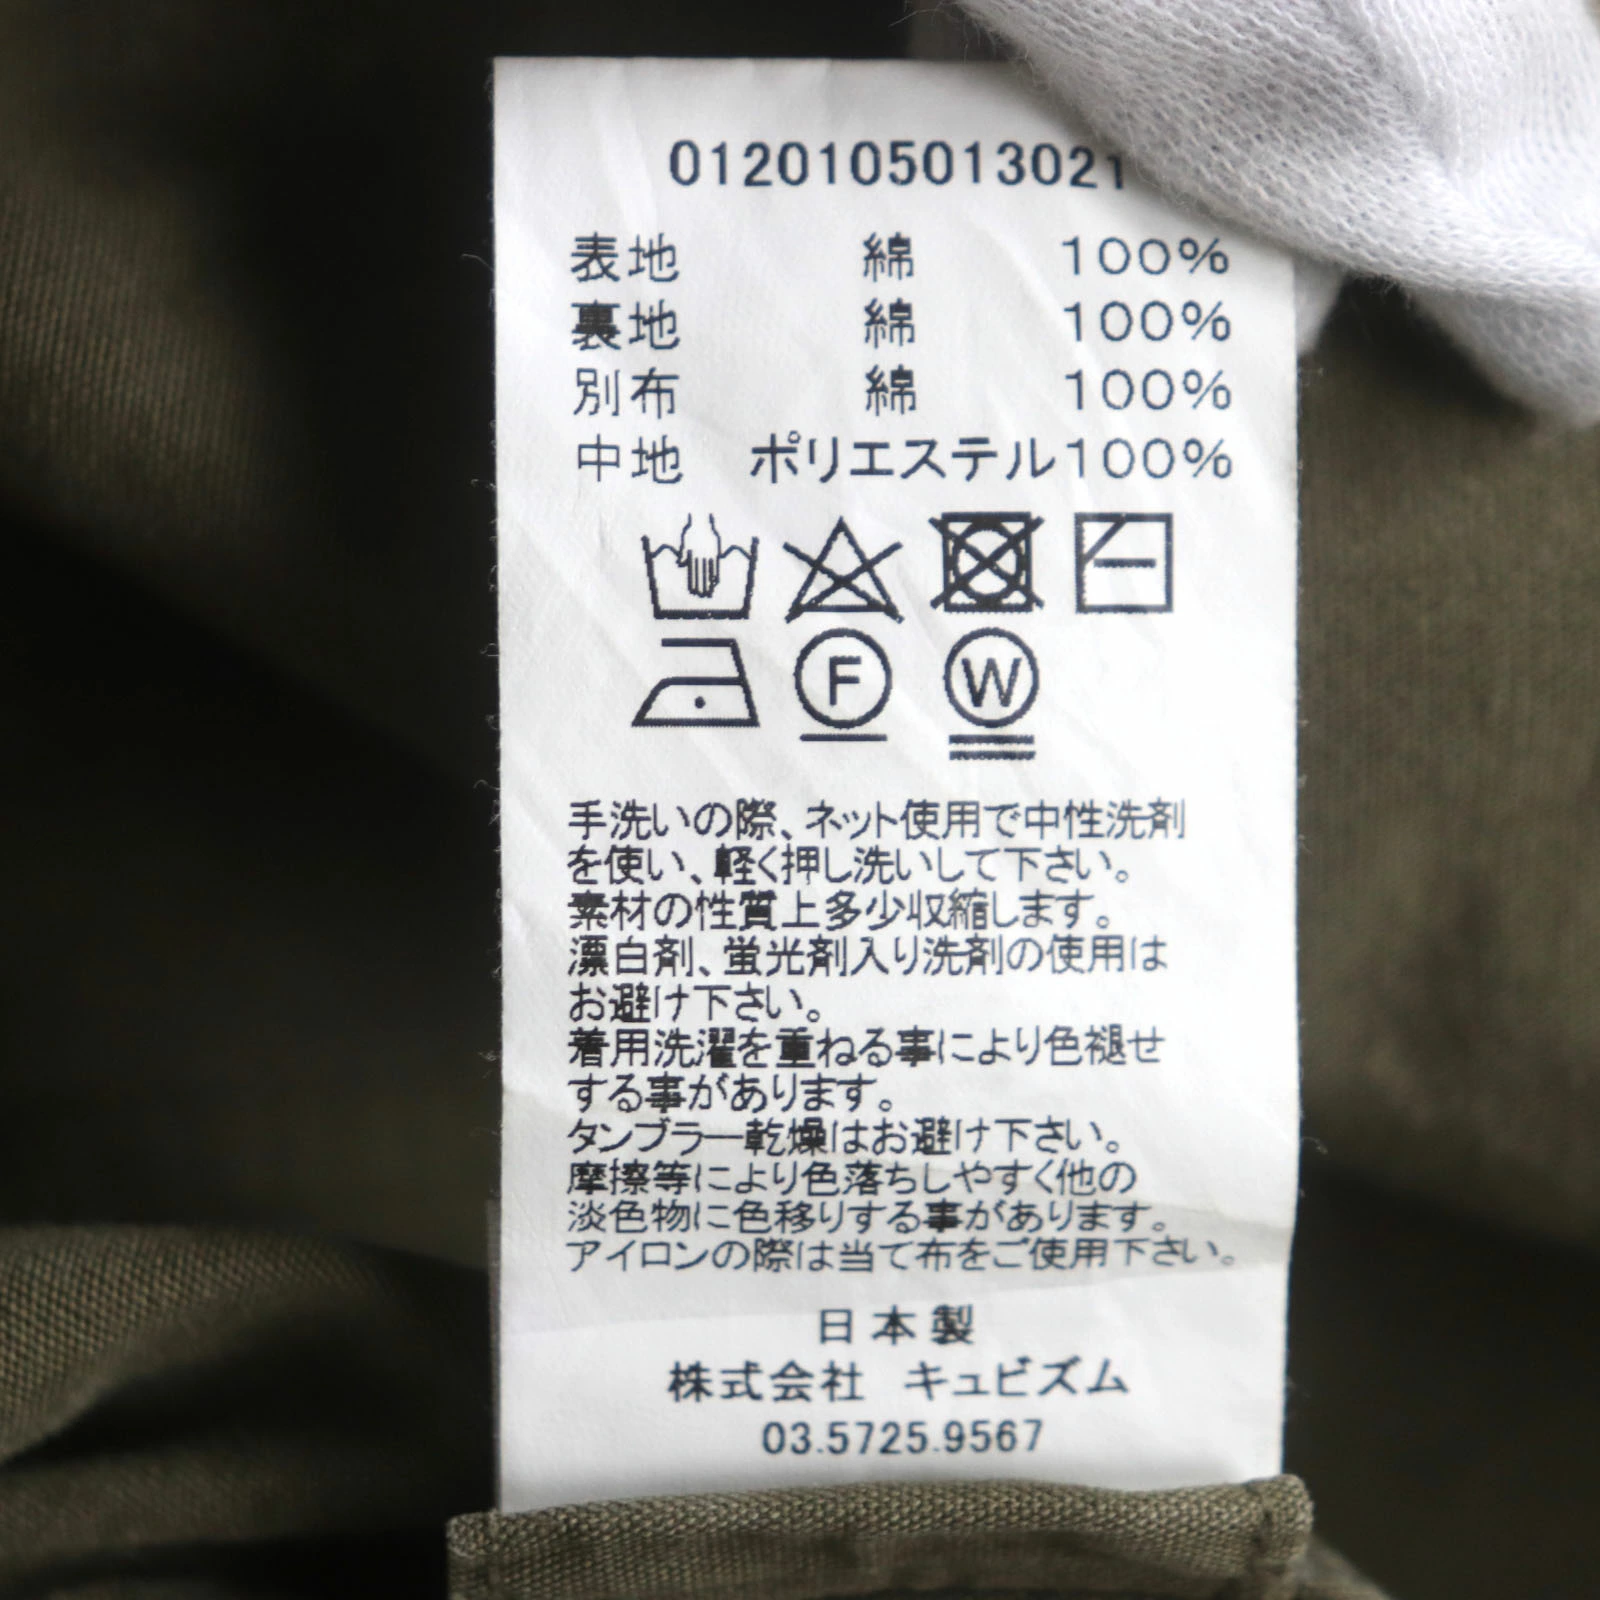 0120105013021
表地 綿 100%
裏地 綿 100%
別布 綿 100%
中地 ポリエステル100%
F W
手洗いの際、ネット使用で中性洗剤
を使い、軽く押し洗いして下さい。
素材の性質上多少収縮します。
漂白剤、蛍光剤入り洗剤の使用は
お避け下さい。
着用洗濯を重ねる事により色褪せ
する事があります。
タンブラー乾燥はお避け下さい。
摩擦等により色落ちしやすく他の
淡色物に色移りする事があります。
アイロンの際は当て布をご使用下さい。
日本製
株式会社 キュビズム
03.5725.9567